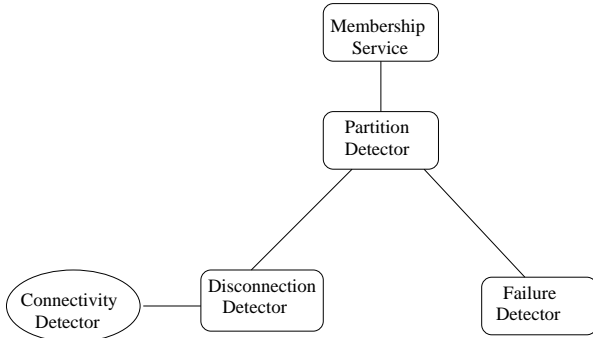 Membership
Service
Partition
Detector
Disconnection
Detector
Connectivity
Detector
Failure
Detector